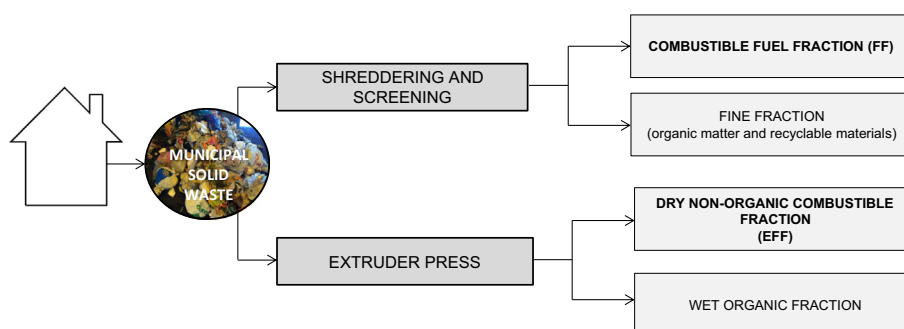 COMBUSTIBLE FUEL FRACTION (FF)
SHREDDERING AND
SCREENING
FINE FRACTION
(organic matter and recyclable materials)
MUNICIPAL
SOLID
WASTE
DRY NON-ORGANIC COMBUSTIBLE
FRACTION
(EFF)
EXTRUDER PRESS
WET ORGANIC FRACTION